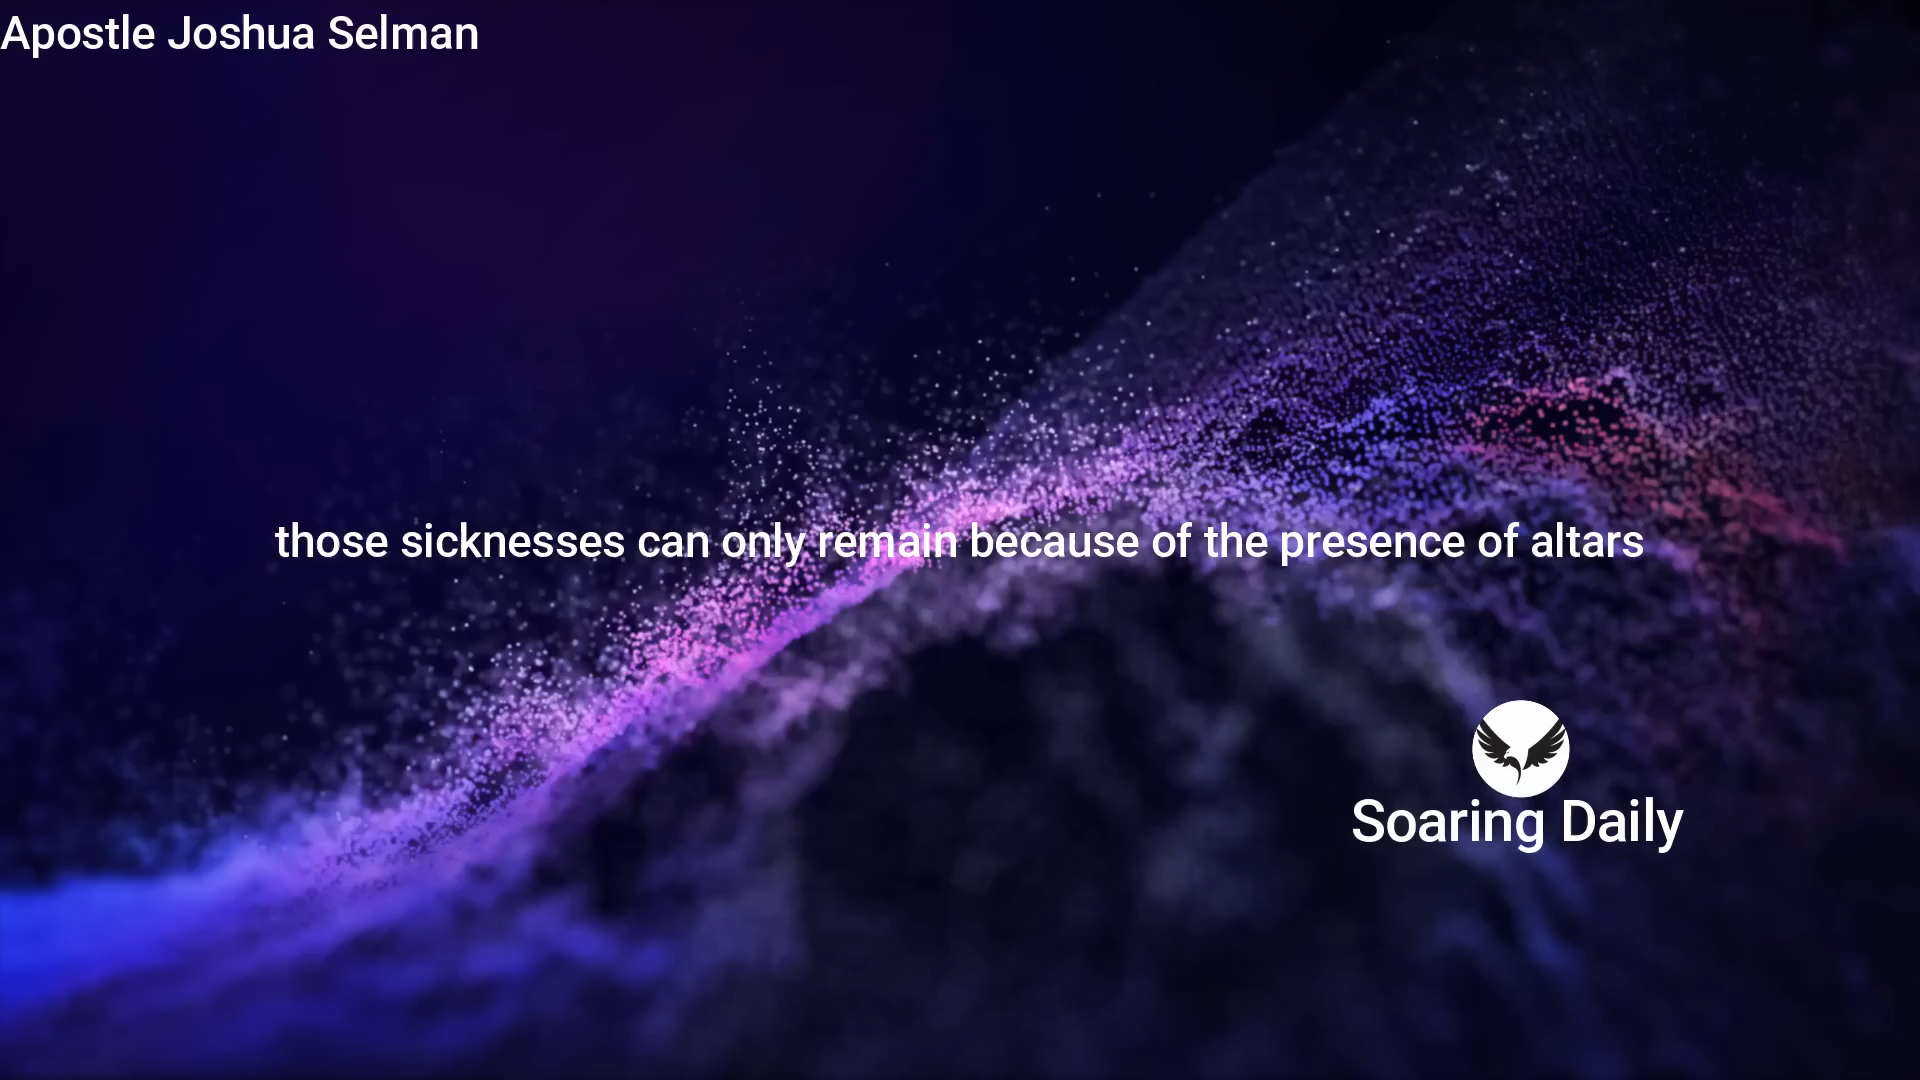 Apostle Joshua Selman
those sicknesses can only remain because of the presence of altars
Soaring Daily